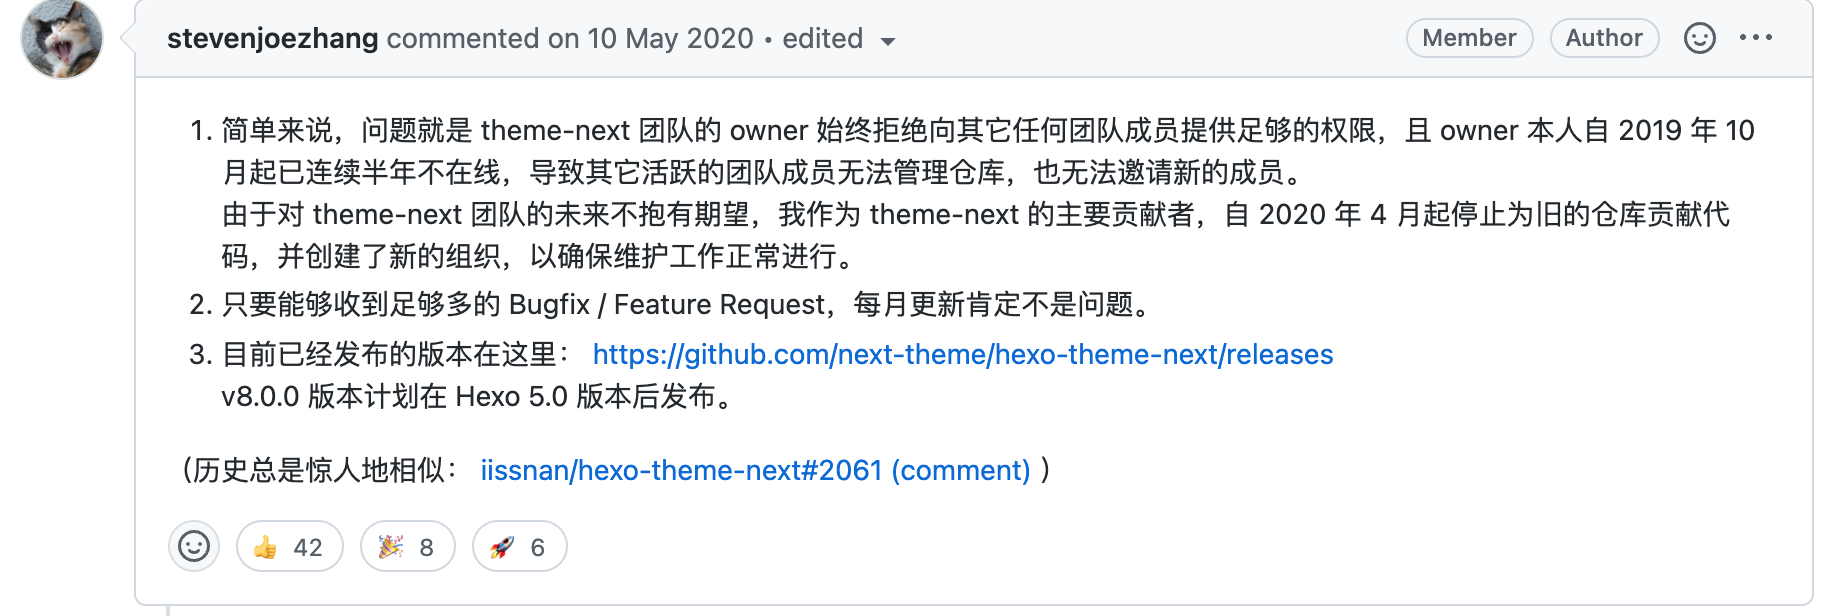 stevenjoezhang commented on 10 May 2020 • edited
Member
Author
1. 简单来说，问题就是 theme-next 团队的 owner 始终拒绝向其它任何团队成员提供足够的权限，且 owner 本人自 2019 年 10
月起已连续半年不在线，导致其它活跃的团队成员无法管理仓库，也无法邀请新的成员。
由于对 theme-next 团队的未来不抱有期望，我作为 theme-next 的主要贡献者，自 2020 年 4 月起停止为旧的仓库贡献代
码，并创建了新的组织，以确保维护工作正常进行。
2. 只要能够收到足够多的 Bugfix / Feature Request，每月更新肯定不是问题。
3. 目前已经发布的版本在这里： https://github.com/next-theme/hexo-theme-next/releases
v8.0.0 版本计划在 Hexo 5.0 版本后发布。
（历史总是惊人地相似： iissnan/hexo-theme-next#2061 (comment) ）
👍 42
🎉 8
🚀 6